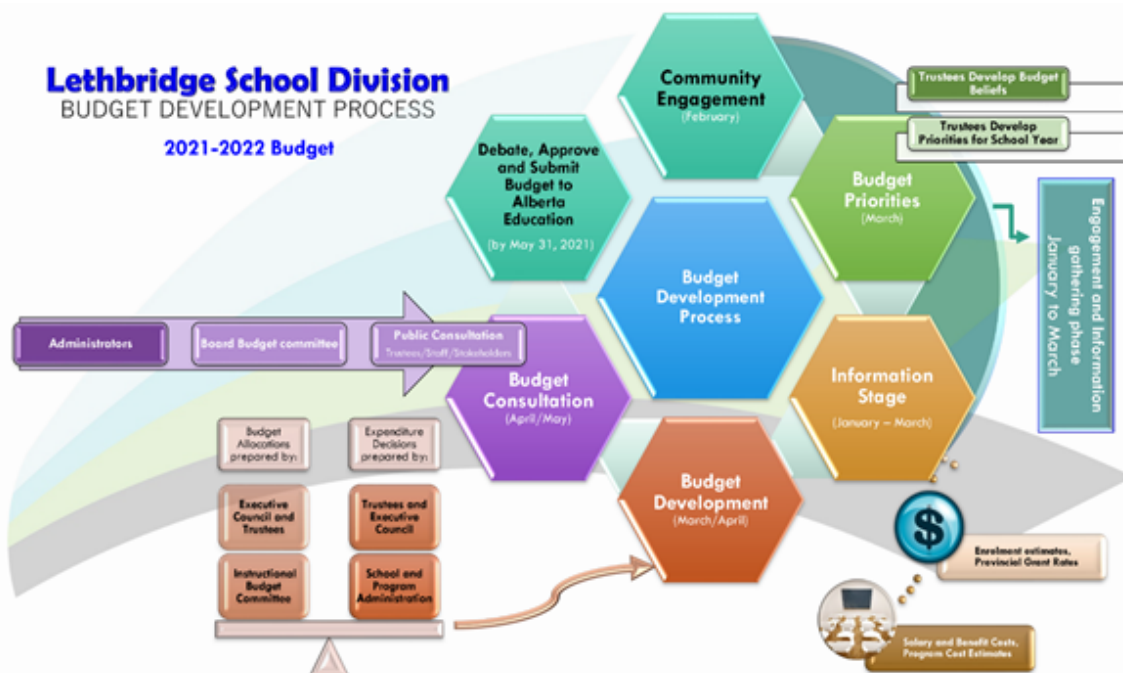 Lethbridge School Division
BUDGET DEVELOPMENT PROCESS
2021-2022 Budget
Community
Engagement
(February)
Trustees Develop Budget
Beliefs
Trustees Develop
Priorities for School Year
Debate, Approve
and Submit
Budget to
Alberta
Education
(by May 31, 2021)
Budget
Priorities
(March)
Engagement and Information
gathering phase
January to March
Budget
Development
Process
Administrators
Board Budget committee
Public Consultation
Trustees/Staff/Stakeholders
Budget
Consultation
(April/May)
Information
Stage
(January – March)
Budget
Allocations
prepared by:
Expenditure
Decisions
prepared by:
Budget
Development
(March/April)
Executive
Council and
Trustees
Trustees and
Executive
Council
Instructional
Budget
Committee
School and
Program
Administration
$
Enrolment estimates,
Provincial Grant Rates
Salary and Benefit Costs,
Program Cost Estimates